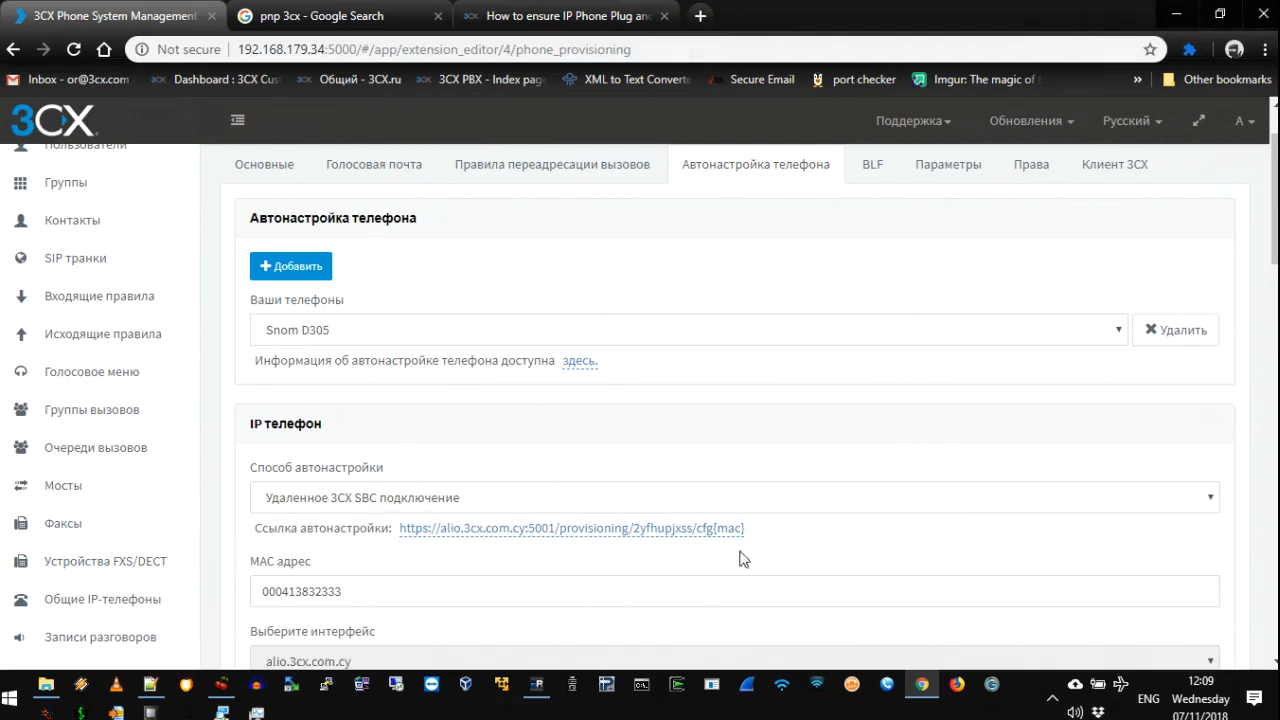 3CX Phone System Management
pnp 3cx - Google Search
How to ensure IP Phone Plug an
Not secure
192.168.179.34:5000/#/app/extension_editor/4/phone_provisioning
Inbox - or@3cx.com
Dashboard : 3CX Cus
Общий - 3CX.ru
3CX PBX - Index page
XML to Text Converte
Secure Email
port checker
Imgur: The magic of t
»
Other bookmarks
3CX
Поддержка
Обновления
Русский
A
Пользователи
Группы
Контакты
SIP транки
Входящие правила
Исходящие правила
Голосовое меню
Группы вызовов
Очереди вызовов
Мосты
Факсы
Устройства FXS/DECT
Общие IP-телефоны
Записи разговоров
Основные
Голосовая почта
Правила переадресации вызовов
Автонастройка телефона
BLF
Параметры
Права
Клиент 3CX
Автонастройка телефона
+ Добавить
Ваши телефоны
Snom D305
Удалить
Информация об автонастройке телефона доступна здесь.
IP телефон
Способ автонастройки
Удаленное 3CX SBC подключение
Ссылка автонастройки: https://alio.3cx.com.cy:5001/provisioning/2yfhupjxss/cfg{mac}
MAC адрес
000413832333
Выберите интерфейс
alio.3cx.com.cy
ENG
12:09
Wednesday
07/11/2018